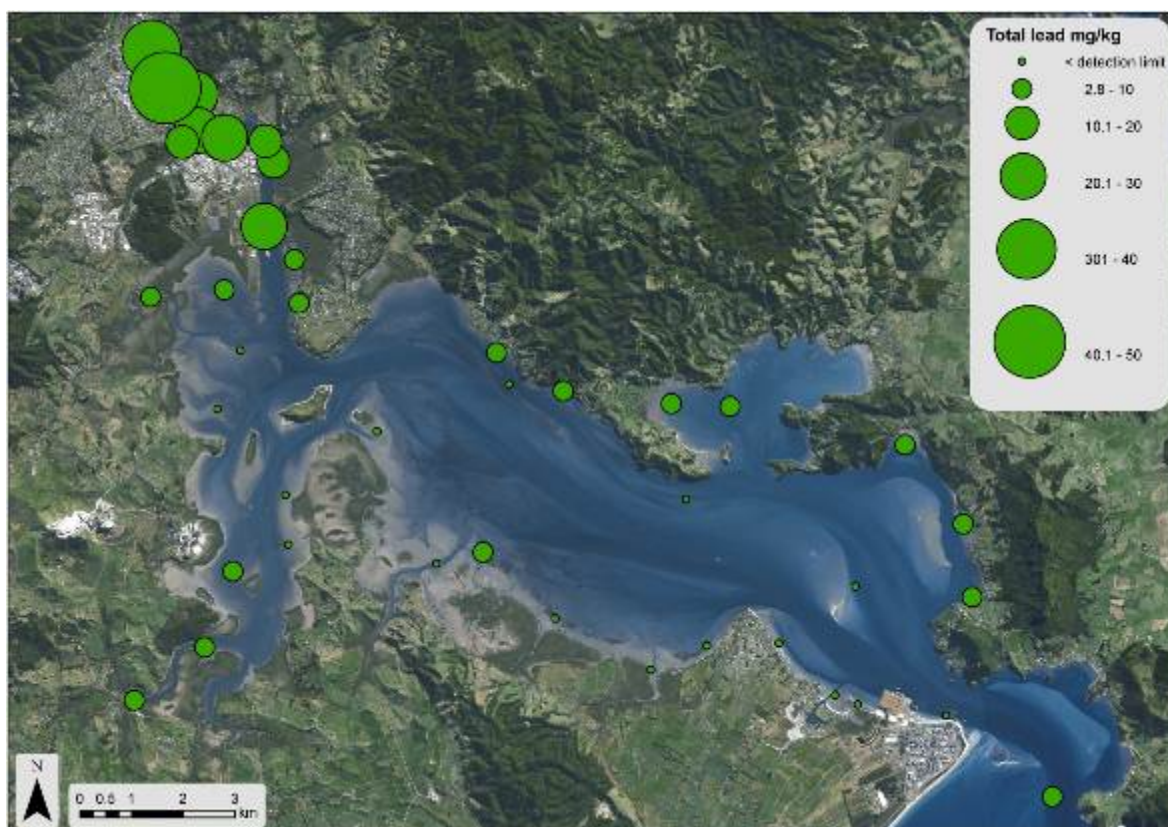 Total lead mg/kg
< detection limit
2.8 - 10
10.1 - 20
20.1 - 30
301 - 40
40.1 - 50
N
0 0.5 1 2 3
km